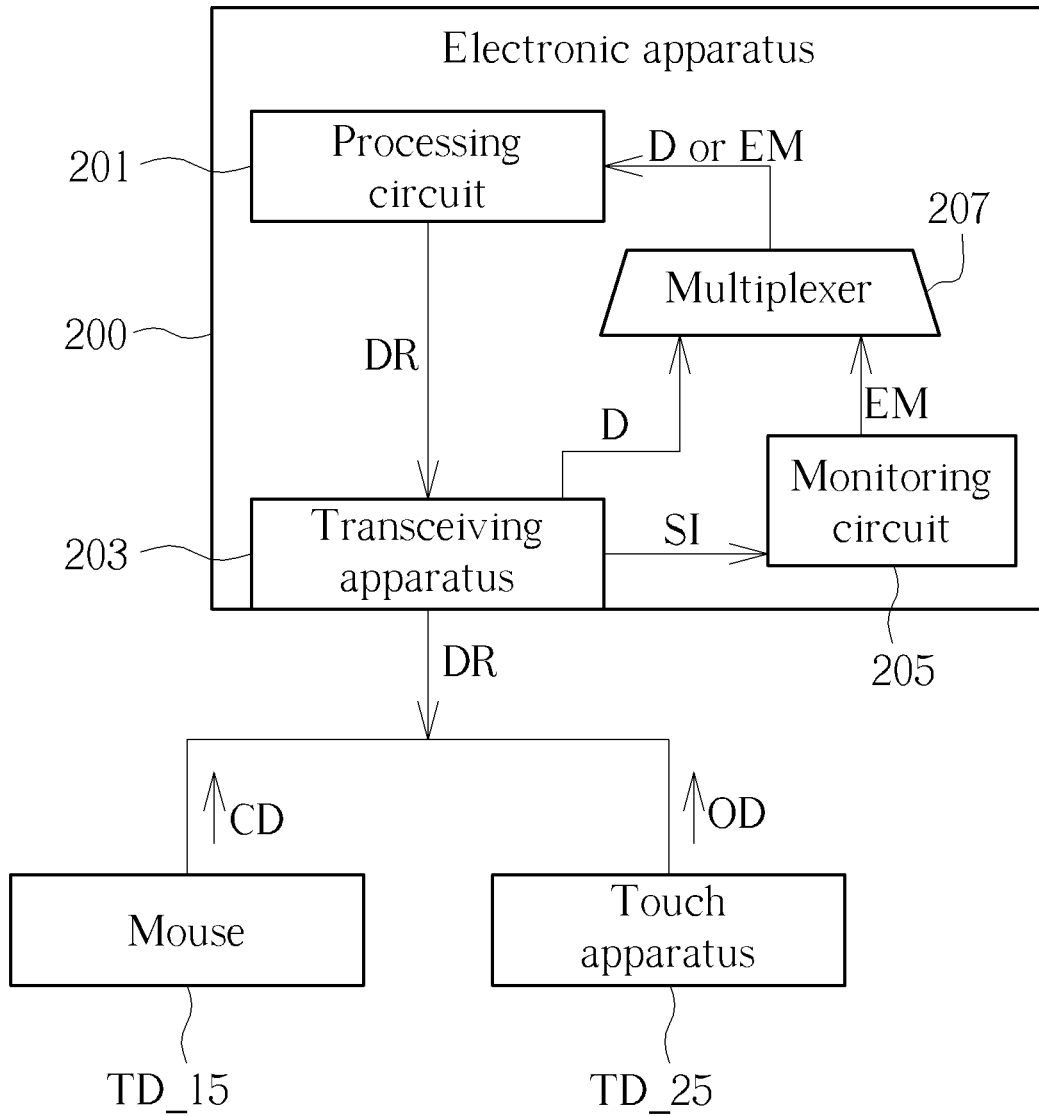 Electronic apparatus
Processing
circuit
201
D or EM
207
Multiplexer
200
DR
EM
D
Monitoring
circuit
Transceiving
apparatus
203
SI
205
DR
CD
OD
Mouse
Touch
apparatus
TD_15
TD_25